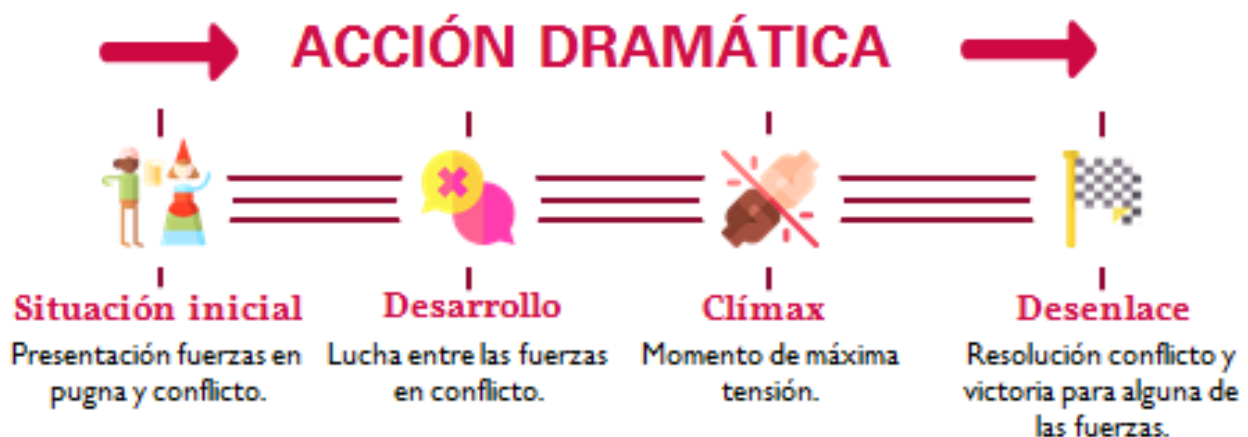 ACCIÓN DRAMÁTICA
Situación inicial
Presentación fuerzas en
pugna y conflicto.
Desarrollo
Lucha entre las fuerzas
en conflicto.
Clímax
Momento de máxima
tensión.
Desenlace
Resolución conflicto y
victoria para alguna de
las fuerzas.